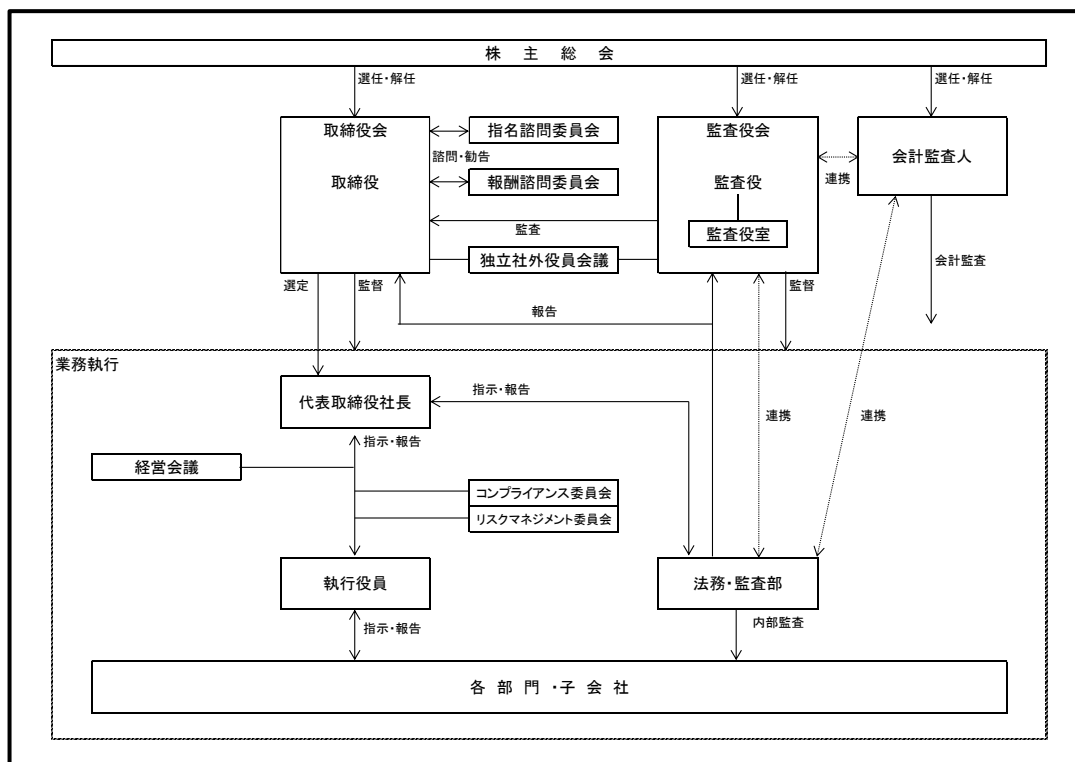 株 主 総 会
選任・解任
選任・解任
選任・解任
取締役会
指名諮問委員会
監査役会
会計監査人
諮問・勧告
取締役
報酬諮問委員会
監査役
連携
監査
監査役室
独立社外役員会議
会計監査
選定
監督
監督
報告
業務執行
代表取締役社長
指示・報告
連携
連携
指示・報告
経営会議
コンプライアンス委員会
リスクマネジメント委員会
執行役員
法務・監査部
指示・報告
内部監査
各 部 門 ・子 会 社